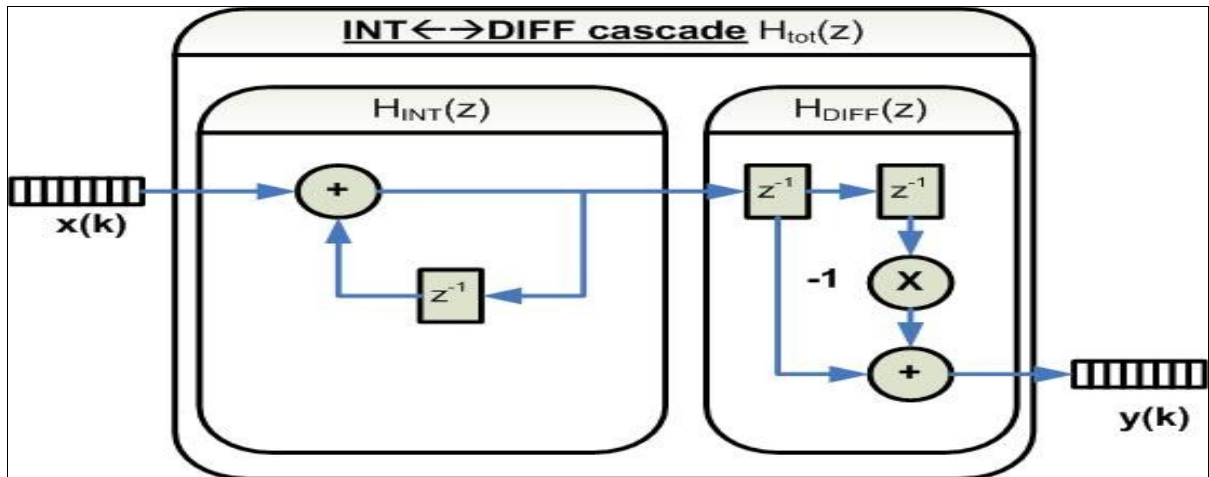 INT←→DIFF cascade Htot(z)
HINT(z)
HDIFF(z)
+
z-1
z-1
x(k)
z-1
-1
X
+
y(k)